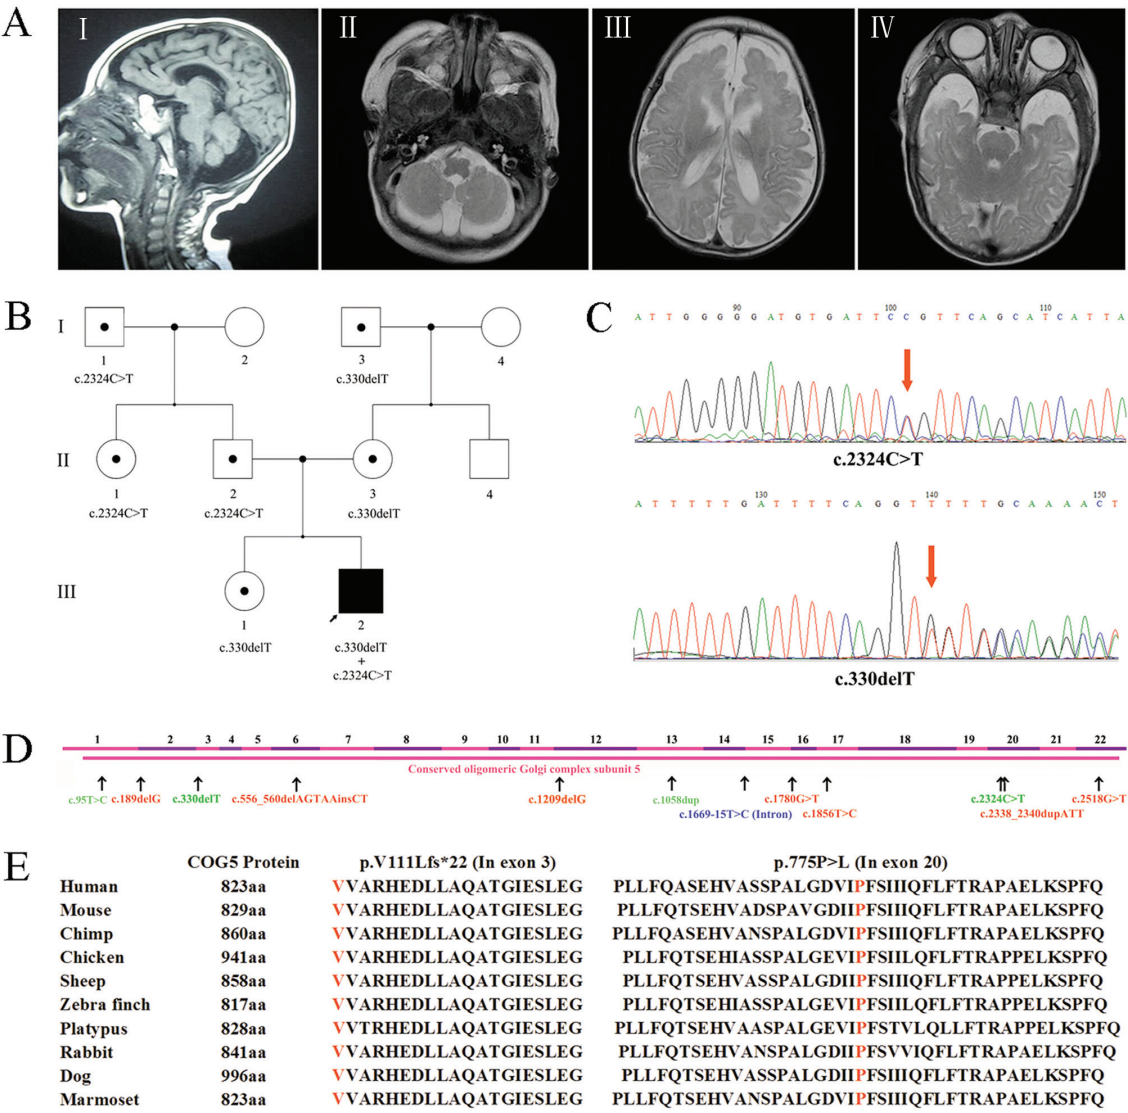 A
I
II
III
IV
B
I
1
2
3
4
c.2324C>T
c.330delT
II
1
2
3
4
c.2324C>T
c.2324C>T
c.330delT
III
1
2
c.330delT
c.330delT
+
c.2324C>T
C
90 100 110
A T T G G G G G A T G T G A T T C C G T T C A G C A T C A T T A
c.2324C>T
130 140 150
A T T T T T G A T T T T C A G G T T T T T G C A A A A C T
c.330delT
D
1 2 3 4 5 6 7 8 9 10 11 12 13 14 15 16 17 18 19 20 21 22
Conserved oligomeric Golgi complex subunit 5
c.95T>C
c.189delG
c.330delT
c.556_560delAGTAAinsCT
c.1209delG
c.1058dup
c.1669-15T>C (Intron)
c.1780G>T
c.1856T>C
c.2324C>T
c.2338_2340dupATT
c.2518G>T
E
COG5 Protein p.V111Lfs*22 (In exon 3) p.775P>L (In exon 20)
Human 823aa VVARHEDLLAQATGIESLEG PLLFQASEHVASSPALGDVIPFSIIIQFLFTRAPAELKSPFQ
Mouse 829aa VVARHEDLLAQATGIESLEG PLLFQTSEHVADSPAVGDIIPFSIIIQFLFTRAPAELKSPFQ
Chimp 860aa VVARHEDLLAQATGIESLEG PLLFQASEHVANSPALGDVIPFSIIIQFLFTRAPAELKSPFQ
Chicken 941aa VVARHEDLLAQATGIESLEG PLLFQTSEHIASSPALGEVIPFSIILQFLFTRAPPELKSPFQ
Sheep 858aa VVARHEDLLAQATGIESLEG PLLFQTSEHVASSPALGDIIPFSIIIQFLFTRAPPELKSPFQ
Zebra finch 817aa VVARHEDLLAQATGIESLEG PLLFQTSEHIASSPALGEVIPFSIILQFLFTRAPPELKSPFQ
Platypus 828aa VVTRHEDLLAQATGIESLEG PLLFQTSEHVAASPALGEVIPFSTVLQLLFTRAPPELKSPFQ
Rabbit 841aa VVARHEDLLAQATGIESLEG PLLFQTSEHVANSPALGDIIPFSVVIQFLFTRAPAELKSPFQ
Dog 996aa VVARHEDLLAQATGIESLEG PLLFQTSEHVASSPALGDIIPFSIIIQFLFTRAPAELKSPFQ
Marmoset 823aa VVARHEDLLAQATGIESLEG PLLFQTSEHVANSPALGDVIPFSIIIQFLFTRAPAELKSPFQ